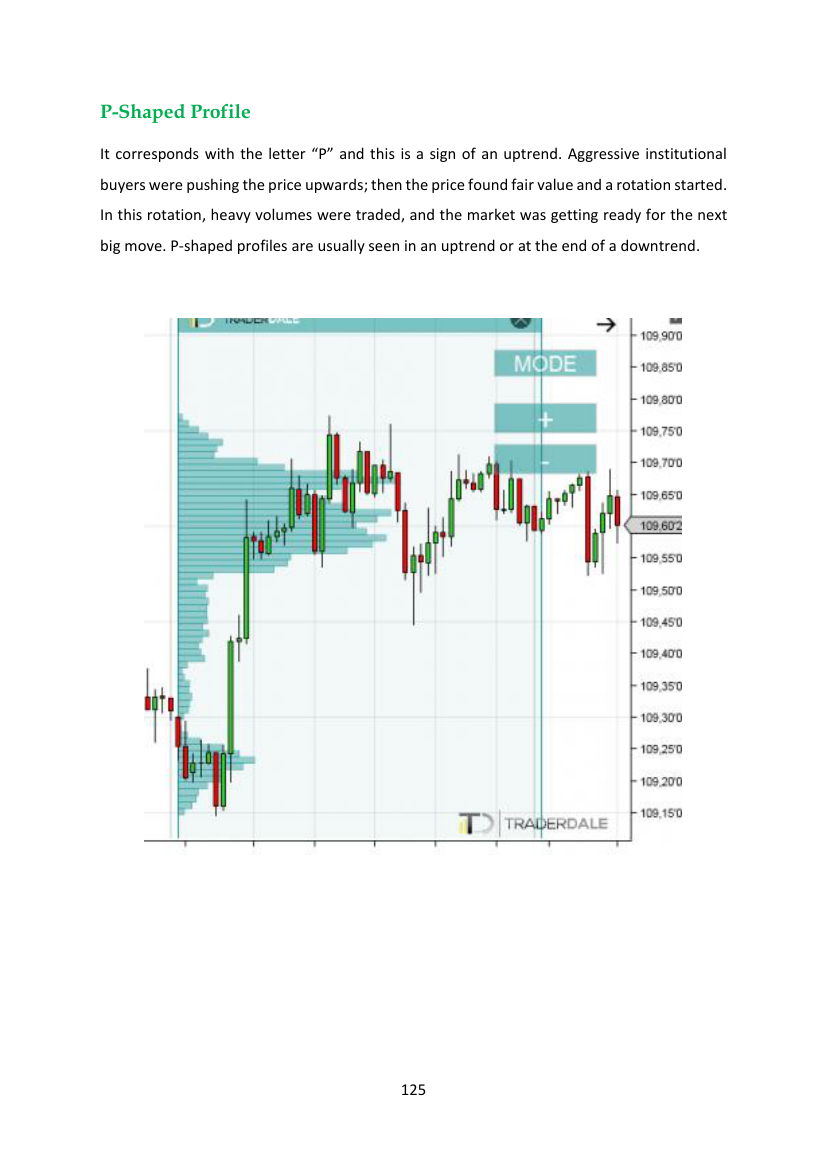 P-Shaped Profile
It corresponds with the letter “P” and this is a sign of an uptrend. Aggressive institutional
buyers were pushing the price upwards; then the price found fair value and a rotation started.
In this rotation, heavy volumes were traded, and the market was getting ready for the next
big move. P-shaped profiles are usually seen in an uptrend or at the end of a downtrend.
TRADERDALE
109,90'0
MODE
109,85'0
109,80'0
+
109,75'0
-
109,70'0
109,65'0
109,60'2
109,55'0
109,50'0
109,45'0
109,40'0
109,35'0
109,30'0
109,25'0
109,20'0
109,15'0
TRADERDALE
125